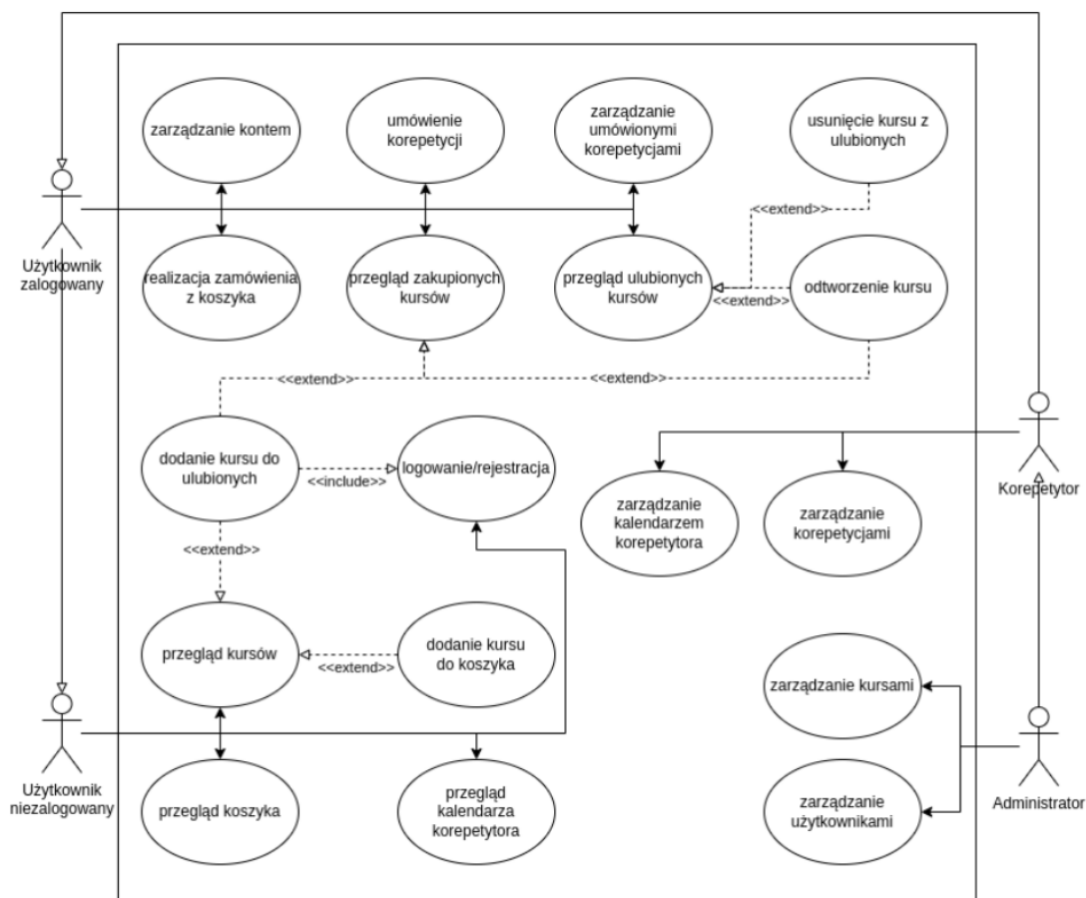 zarządzanie kontem
umówienie
korepetycji
zarządzanie
umówionymi
korepetycjami
usunięcie kursu z
ulubionych
<<extend>>
Użytkownik
zalogowany
realizacja zamówienia
z koszyka
przegląd zakupionych
kursów
przegląd ulubionych
kursów
<<extend>>
odtworzenie kursu
<<extend>>
<<extend>>
dodanie kursu do
ulubionych
<<include>>
logowanie/rejestracja
Korepetytor
zarządzanie
kalendarzem
korepetytora
zarządzanie
korepetycjami
<<extend>>
przegląd kursów
<<extend>>
dodanie kursu
do koszyka
zarządzanie kursami
Użytkownik
niezalogowany
przegląd koszyka
przegląd
kalendarza
korepetytora
zarządzanie
użytkownikami
Administrator